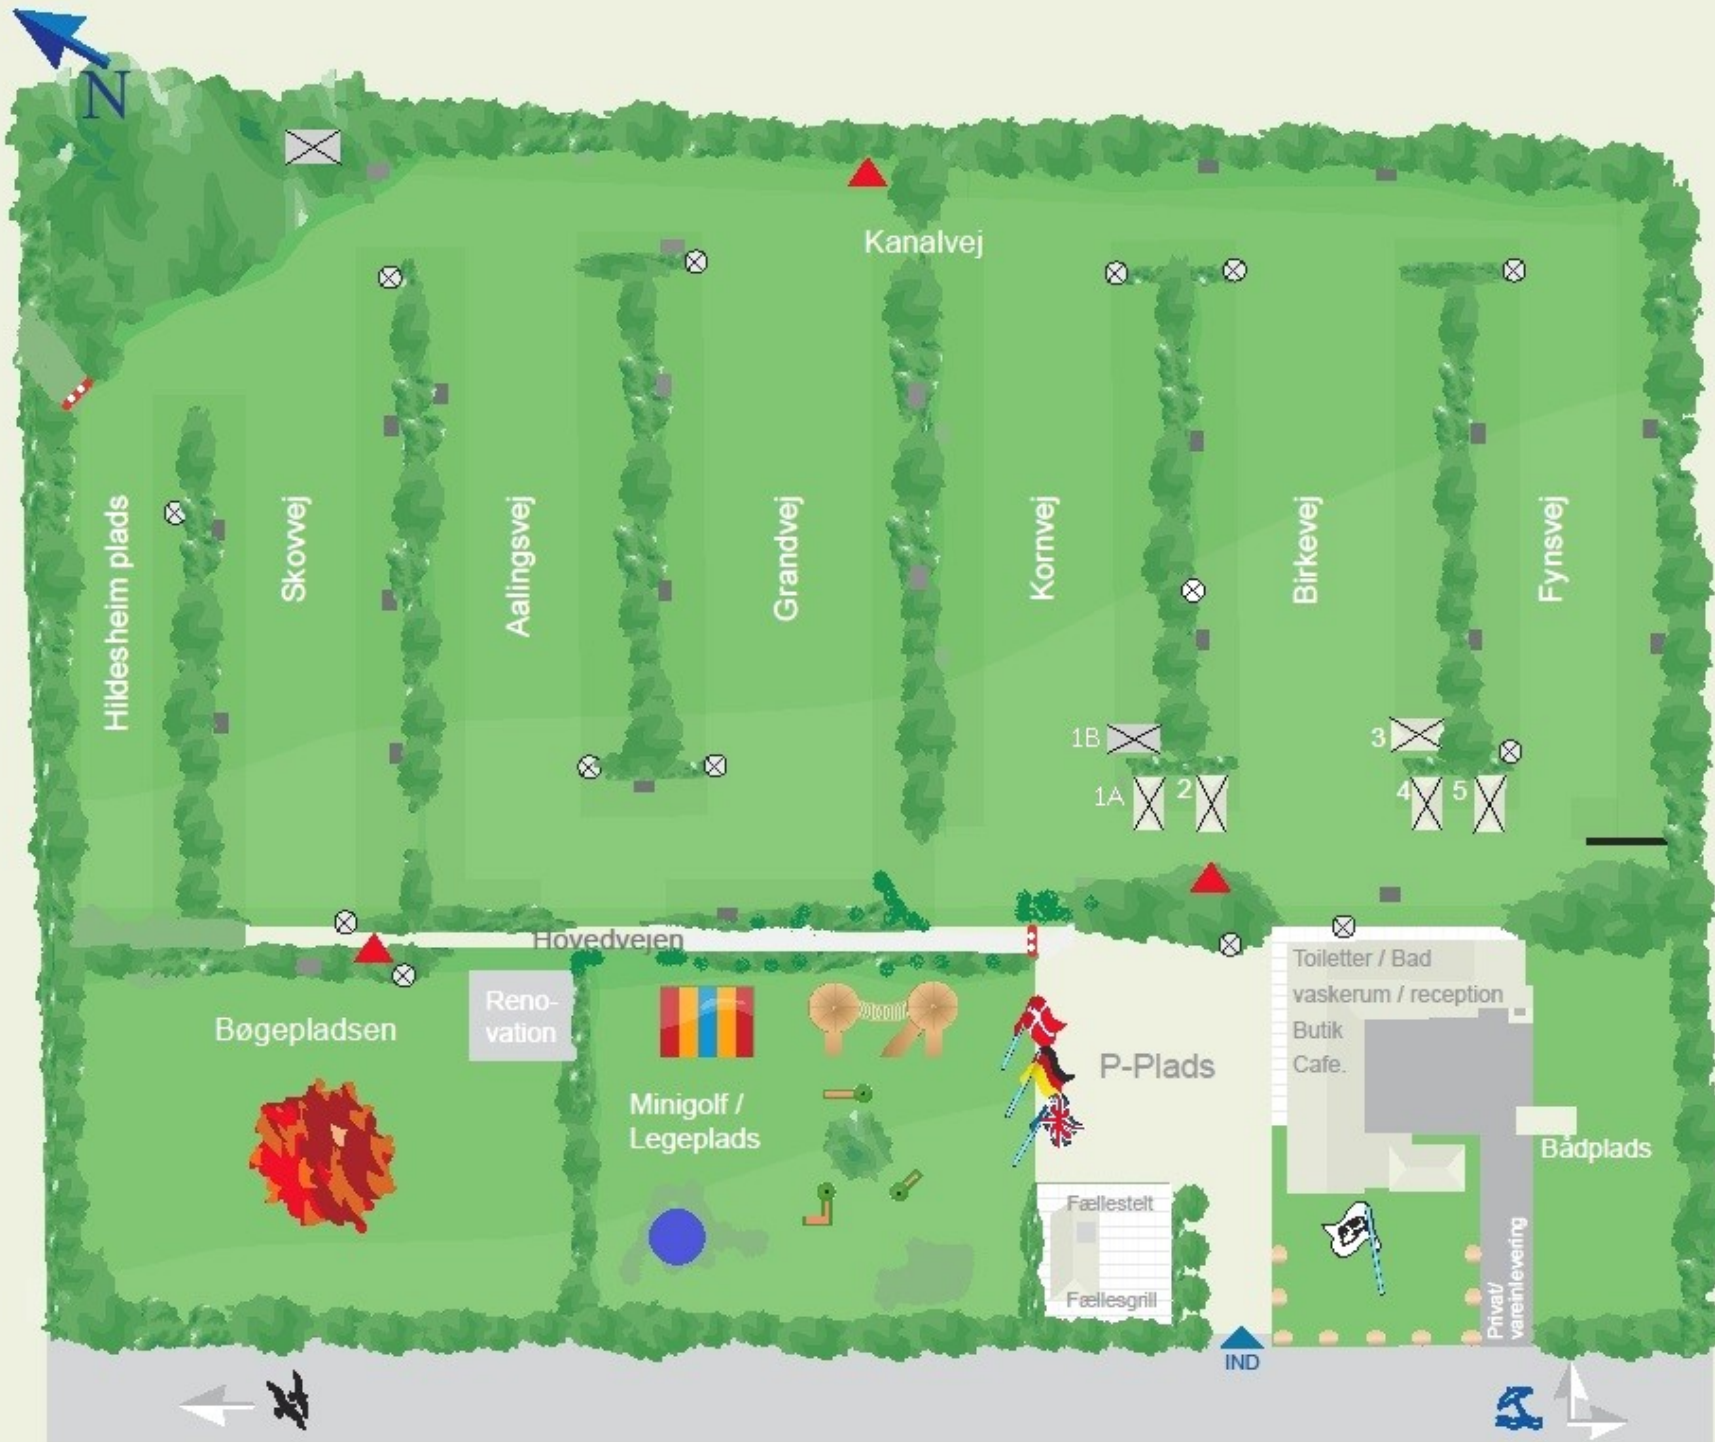 N
Kanalvej
Hildesheim plads
Skovvej
Aalingsvej
Grandvej
Kornvej
Birkevej
Fynsvej
1B
3
1A
2
4
5
Hovedvejen
Bøgepladsen
Reno-
vation
Minigolf /
Legeplads
P-Plads
Toiletter / Bad
vaskerum / reception
Butik
Cafe.
Bådplads
Fællestelt
Fællesgrill
Privat/
vareinlevering
IND